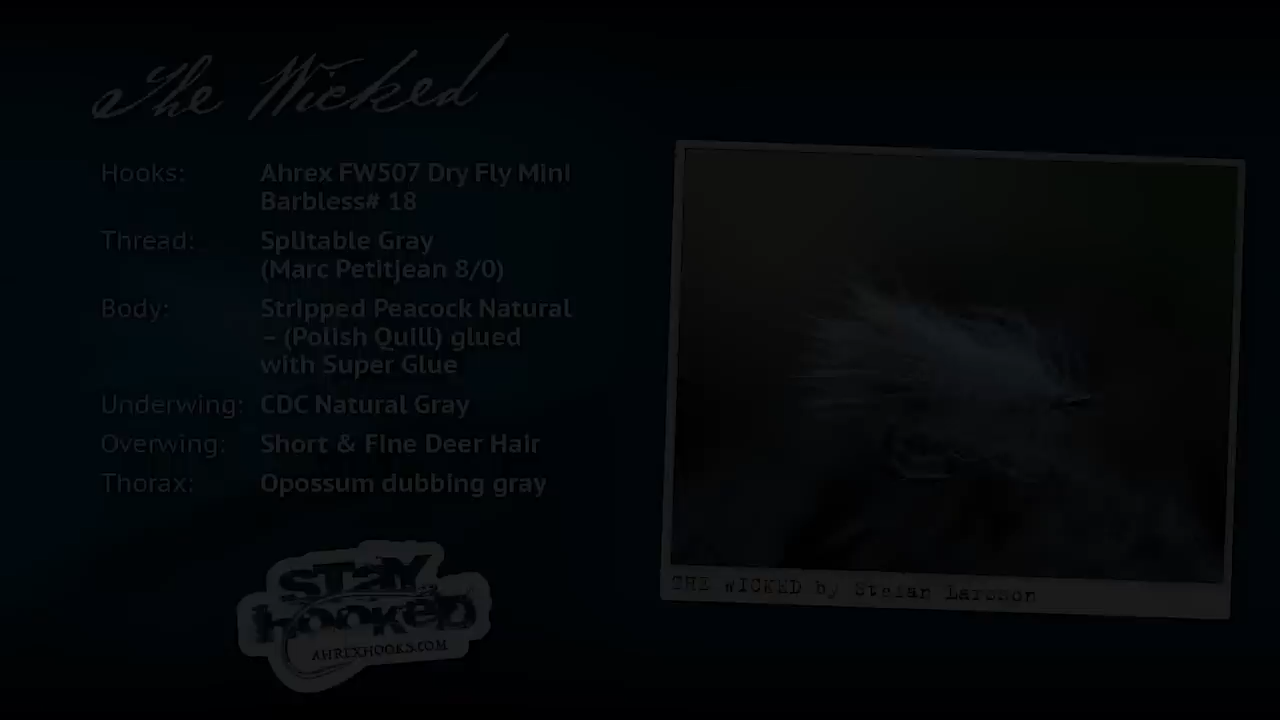 The Wicked
Hooks: Ahrex FW507 Dry Fly Mini
Barbless# 18
Thread: Splitable Gray
(Marc Petitjean 8/0)
Body: Stripped Peacock Natural
– (Polish Quill) glued
with Super Glue
Underwing: CDC Natural Gray
Overwing: Short & Fine Deer Hair
Thorax: Opossum dubbing gray
STAY
HOOKED
AHREXHOOKS.COM
THE WICKED by Stefan Larsson